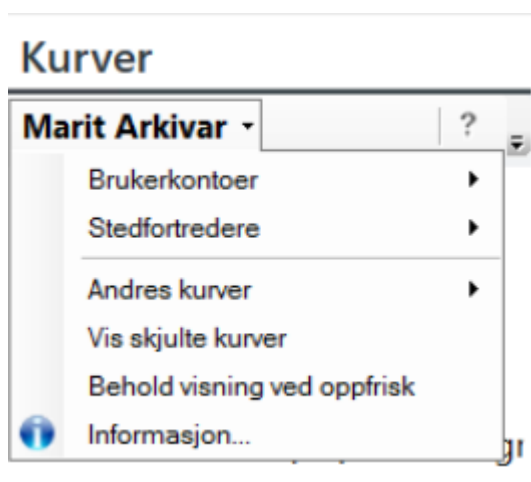 Kurver
Marit Arkivar
?
Brukerkontoer
Stedfortredere
Andres kurver
Vis skjulte kurver
Behold visning ved oppfrisk
Informasjon...